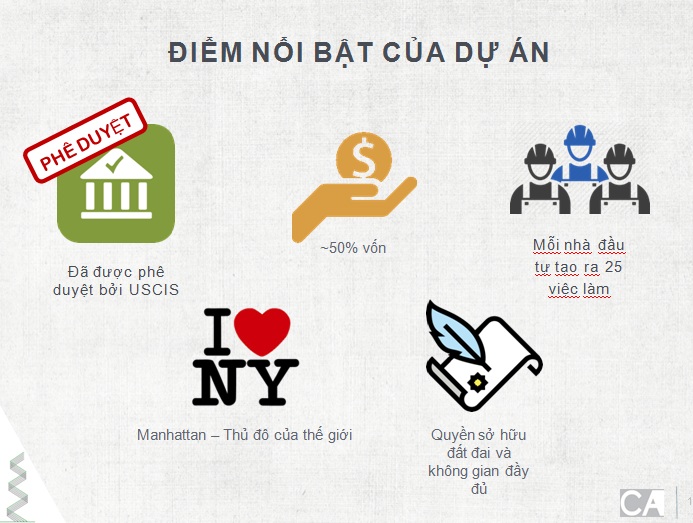 ĐIỂM NỔI BẬT CỦA DỰ ÁN
PHÊ DUYỆT
Đã được phê
duyệt bởi USCIS
$
~50% vốn
Mỗi nhà đầu
tư tạo ra 25
việc làm
I
NY
Manhattan – Thủ đô của thế giới
Quyền sở hữu
đất đai và
không gian đầy
đủ
CA
1